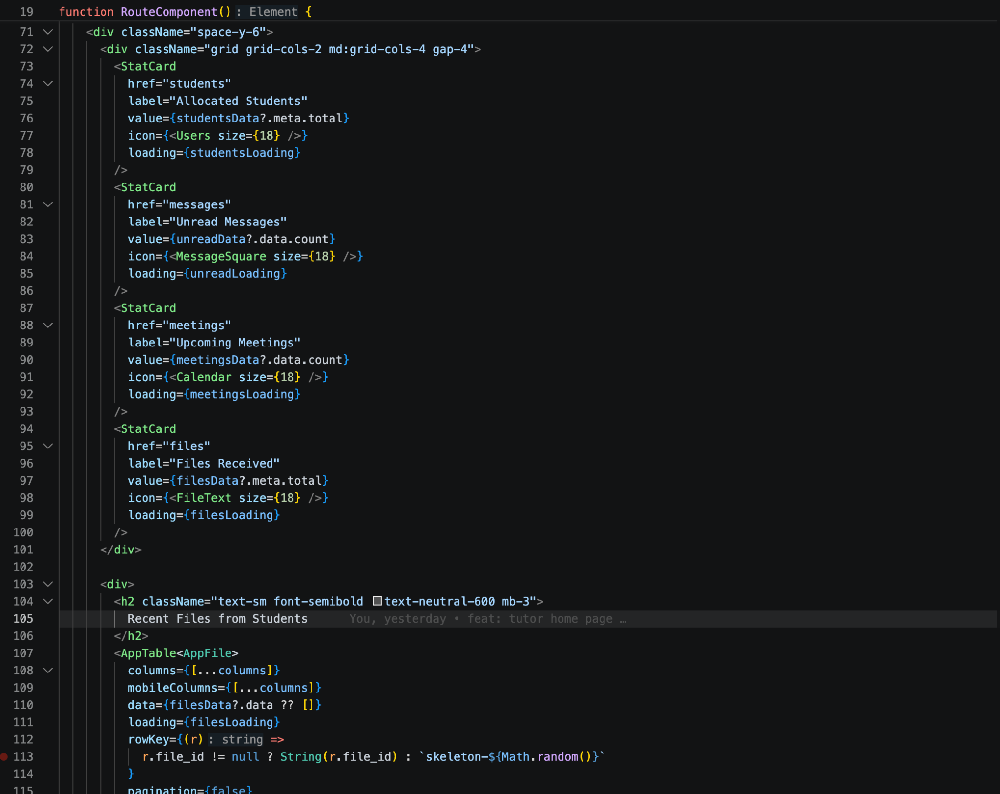 19 function RouteComponent(): Element {
71 <div className="space-y-6">
72 <div className="grid grid-cols-2 md:grid-cols-4 gap-4">
73 <StatCard
74 href="students"
75 label="Allocated Students"
76 value={studentsData?.meta.total}
77 icon={<Users size={18} />}
78 loading={studentsLoading}
79 />
80 <StatCard
81 href="messages"
82 label="Unread Messages"
83 value={unreadData?.data.count}
84 icon={<MessageSquare size={18} />}
85 loading={unreadLoading}
86 />
87 <StatCard
88 href="meetings"
89 label="Upcoming Meetings"
90 value={meetingsData?.data.count}
91 icon={<Calendar size={18} />}
92 loading={meetingsLoading}
93 />
94 <StatCard
95 href="files"
96 label="Files Received"
97 value={filesData?.meta.total}
98 icon={<FileText size={18} />}
99 loading={filesLoading}
100 />
101 </div>
102
103 <div>
104 <h2 className="text-sm font-semibold text-neutral-600 mb-3">
105 Recent Files from Students You, yesterday • feat: tutor home page …
106 </h2>
107 <AppTable<AppFile>
108 columns={[...columns]}
109 mobileColumns={[...columns]}
110 data={filesData?.data ?? []}
111 loading={filesLoading}
112 rowKey={(r): string =>
113 r.file_id != null ? String(r.file_id) : `skeleton-${Math.random()}`
114 }
115 pagination={false}